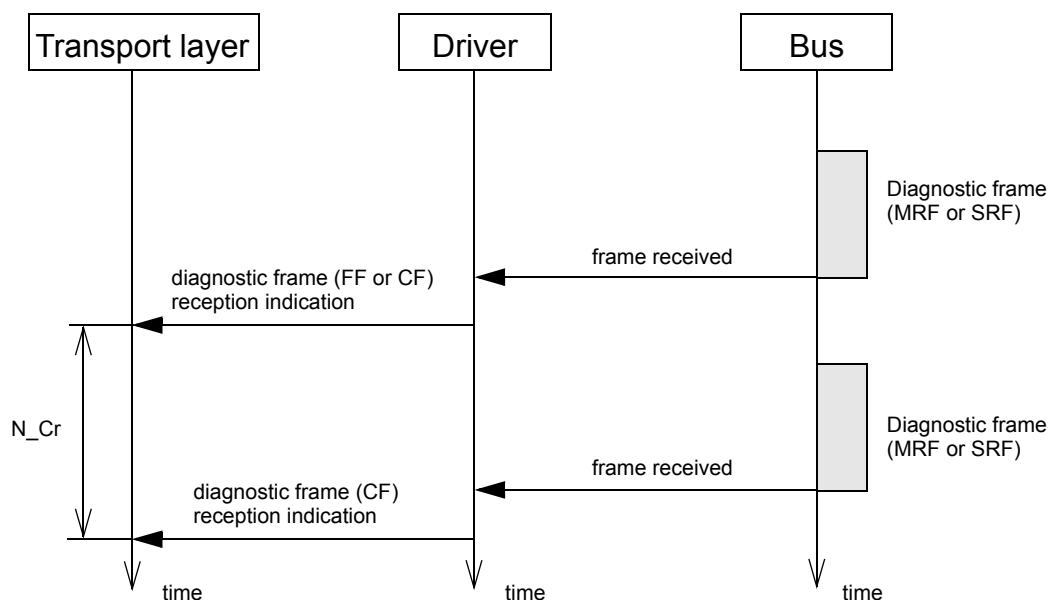 Transport layer
Driver
Bus
Diagnostic frame
(MRF or SRF)
frame received
diagnostic frame (FF or CF)
reception indication
N_Cr
Diagnostic frame
(MRF or SRF)
frame received
diagnostic frame (CF)
reception indication
time
time
time